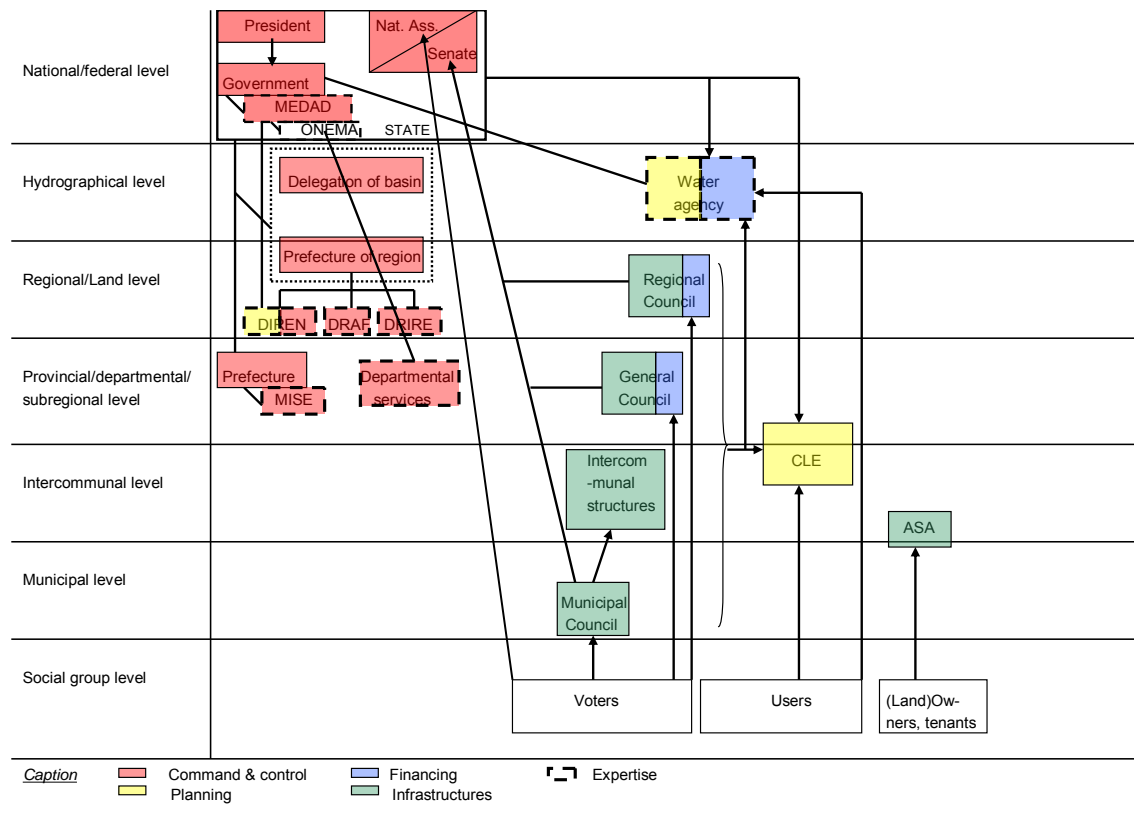 President
Nat. Ass.
Senate
National/federal level
Government
MEDAD
ONEMA
STATE
Hydrographical level
Delegation of basin
Water
agency
Prefecture of region
Regional/Land level
Regional
Council
DIREN
DRAF
DRIRE
Provincial/departmental/
subregional level
Prefecture
MISE
Departmental
services
General
Council
CLE
Intercommunal level
Intercom
-munal
structures
ASA
Municipal level
Municipal
Council
Social group level
Voters
Users
(Land)Ow-
ners, tenants
Caption
Command & control
Financing
Expertise
Planning
Infrastructures